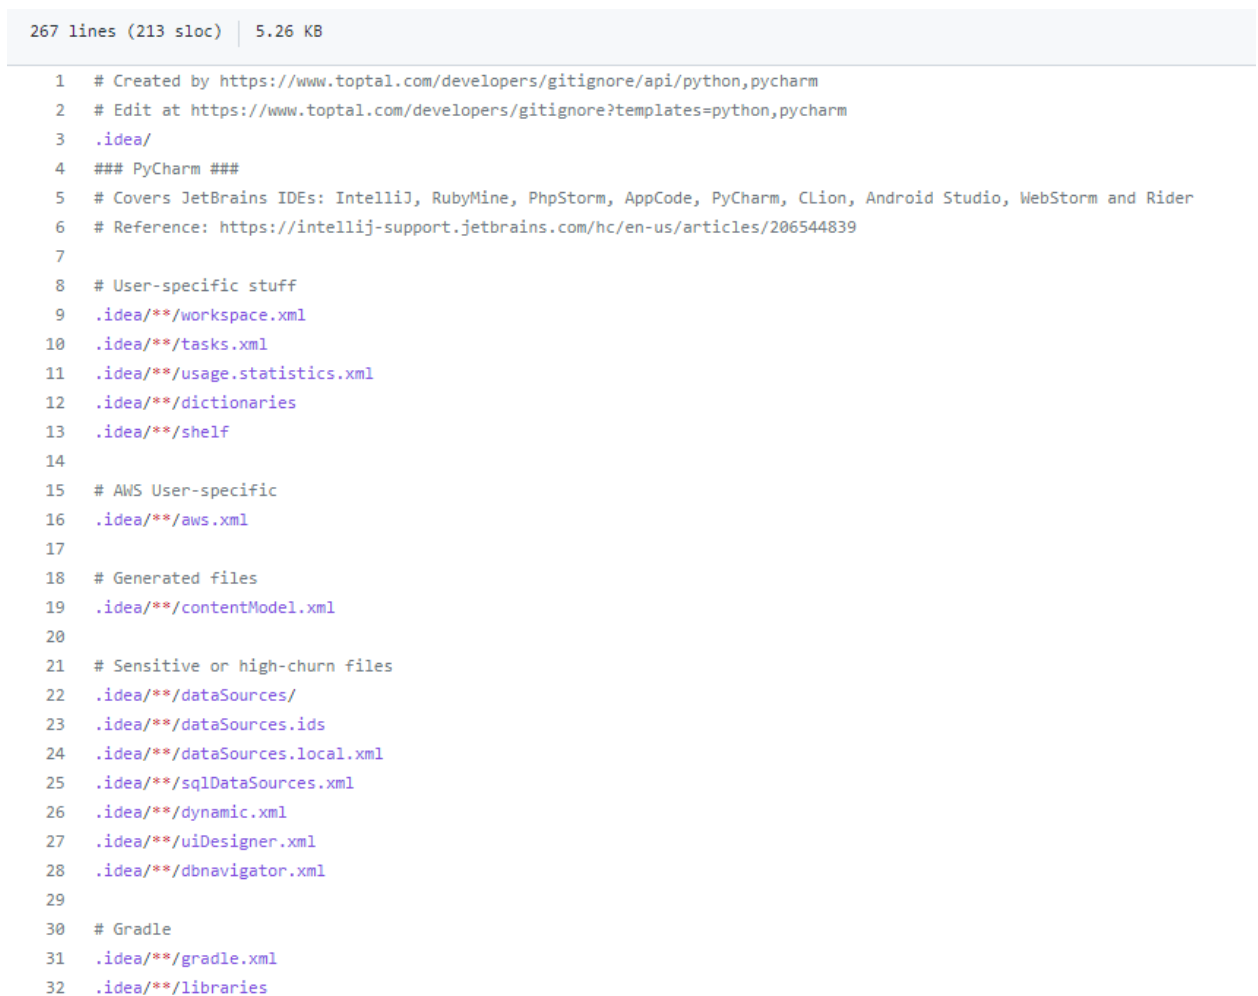 267 lines (213 sloc) 5.26 KB
1 # Created by https://www.toptal.com/developers/gitignore/api/python,pycharm
2 # Edit at https://www.toptal.com/developers/gitignore?templates=python,pycharm
3 .idea/
4 ### PyCharm ###
5 # Covers JetBrains IDEs: IntelliJ, RubyMine, PhpStorm, AppCode, PyCharm, CLion, Android Studio, WebStorm and Rider
6 # Reference: https://intellij-support.jetbrains.com/hc/en-us/articles/206544839
7
8 # User-specific stuff
9 .idea/**/workspace.xml
10 .idea/**/tasks.xml
11 .idea/**/usage.statistics.xml
12 .idea/**/dictionaries
13 .idea/**/shelf
14
15 # AWS User-specific
16 .idea/**/aws.xml
17
18 # Generated files
19 .idea/**/contentModel.xml
20
21 # Sensitive or high-churn files
22 .idea/**/dataSources/
23 .idea/**/dataSources.ids
24 .idea/**/dataSources.local.xml
25 .idea/**/sqlDataSources.xml
26 .idea/**/dynamic.xml
27 .idea/**/uiDesigner.xml
28 .idea/**/dbnavigator.xml
29
30 # Gradle
31 .idea/**/gradle.xml
32 .idea/**/libraries